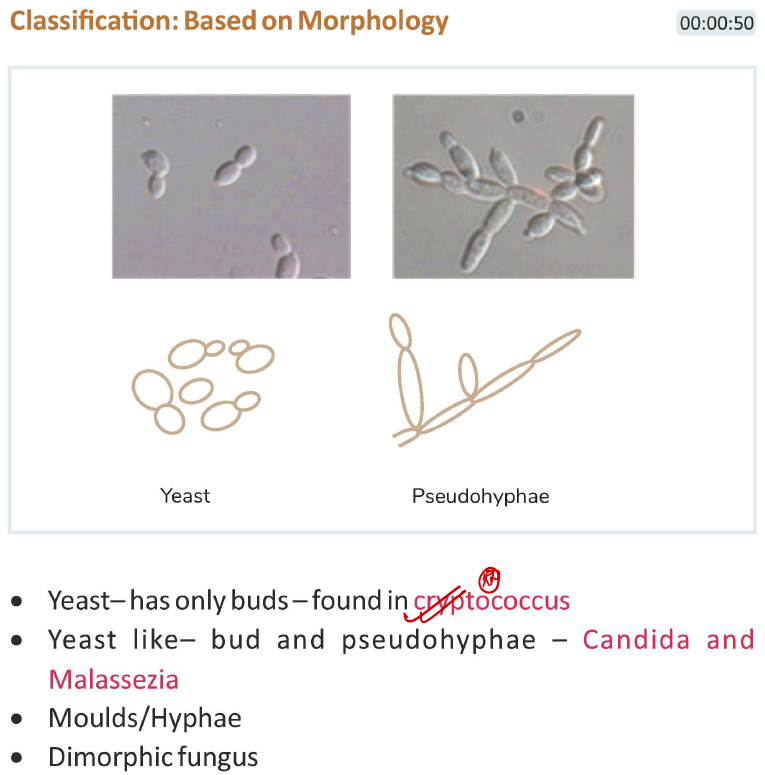 Classification: Based on Morphology
00:00:50
Yeast
Pseudohyphae
• Yeast–has only buds–found in cryptococcus
• Yeast like– bud and pseudohyphae – Candida and
Malassezia
• Moulds/Hyphae
• Dimorphic fungus